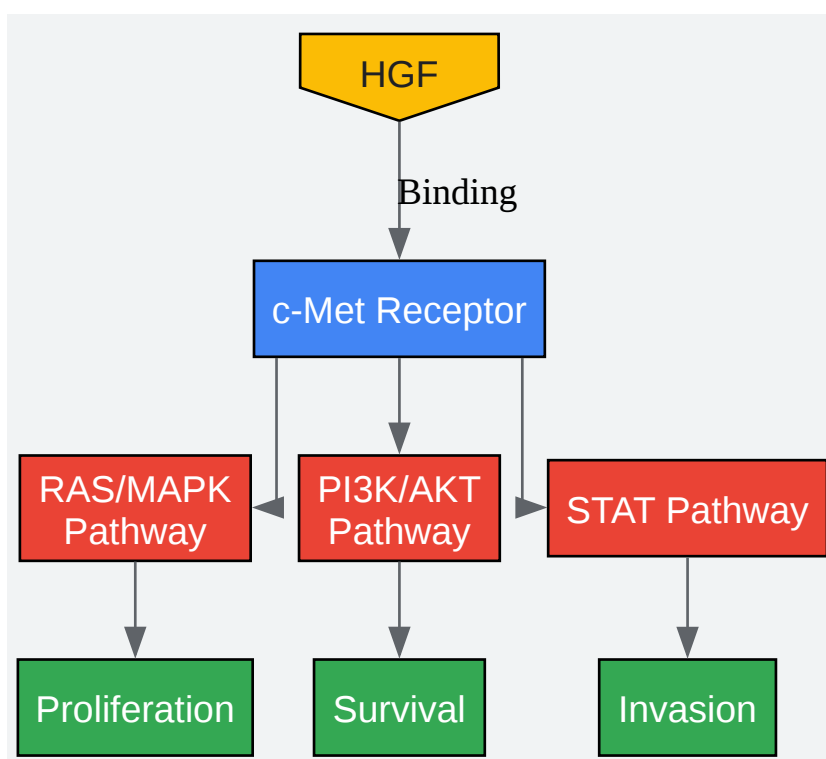 HGF
Binding
c-Met Receptor
RAS/MAPK
Pathway
PI3K/AKT
Pathway
STAT Pathway
Proliferation
Survival
Invasion